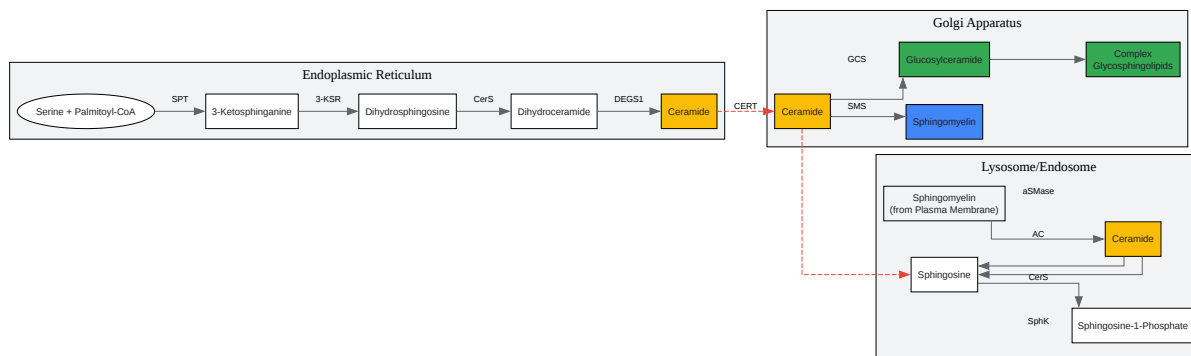 Golgi Apparatus
GCS
Glucosylceramide
Complex
Glycosphingolipids
Endoplasmic Reticulum
Serine + Palmitoyl-CoA
SPT
3-Ketosphinganine
3-KSR
Dihydrosphingosine
CerS
Dihydroceramide
DEGS1
Ceramide
CERT
Ceramide
SMS
Sphingomyelin
Lysosome/Endosome
Sphingomyelin
(from Plasma Membrane)
aSMase
AC
Ceramide
Sphingosine
CerS
SphK
Sphingosine-1-Phosphate